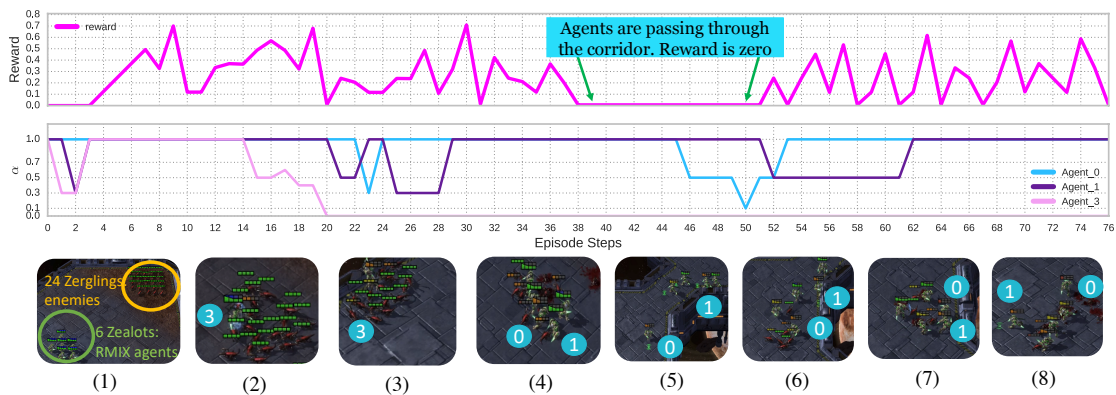 0.8
0.7
0.6
0.5
0.4
0.3
0.2
0.1
0.0
Reward
reward
Agents are passing through
the corridor. Reward is zero
1.0
0.7
0.5
0.3
0.1
0.0
α
Agent_0
Agent_1
Agent_3
0 2 4 6 8 10 12 14 16 18 20 22 24 26 28 30 32 34 36 38 40 42 44 46 48 50 52 54 56 58 60 62 64 66 68 70 72 74 76
Episode Steps
24 Zerglings:
enemies
6 Zealots:
RMIX agents
3
3
0 1
1
0
1
0
0
1
1 0
(1) (2) (3) (4) (5) (6) (7) (8)